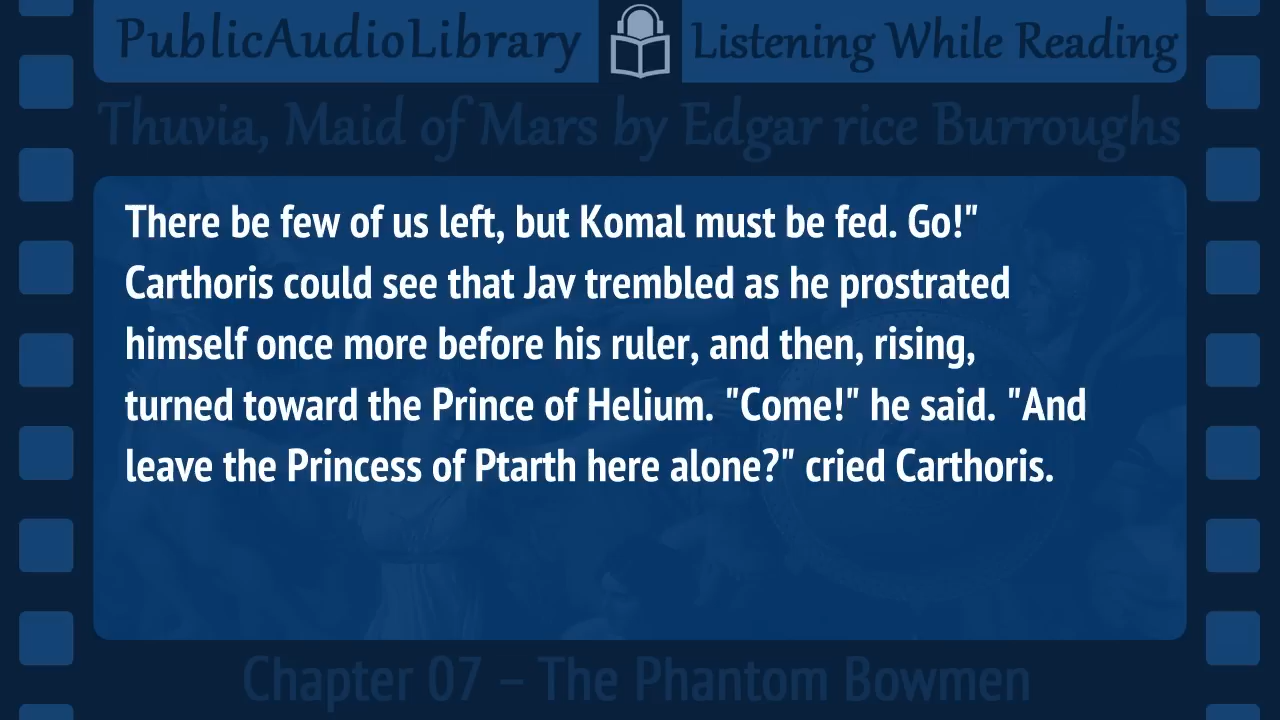 PublicAudioLibrary Listening While Reading
Thuvia, Maid of Mars by Edgar rice Burroughs
There be few of us left, but Komal must be fed. Go!"
Carthoris could see that Jav trembled as he prostrated
himself once more before his ruler, and then, rising,
turned toward the Prince of Helium. "Come!" he said. "And
leave the Princess of Ptarth here alone?" cried Carthoris.
Chapter 07 – The Phantom Bowmen